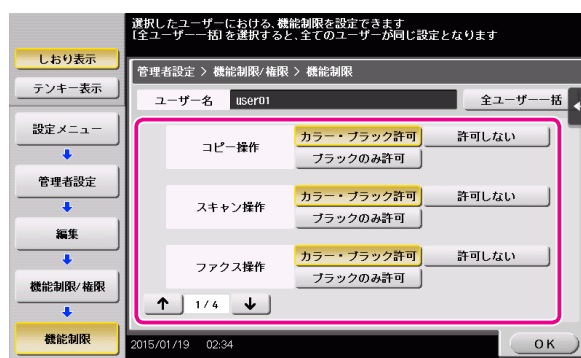 選択したユーザーにおける、機能制限を設定できます
[全ユーザー一括]を選択すると、全てのユーザーが同じ設定となります
しおり表示
テンキー表示
設定メニュー
管理者設定
編集
機能制限/権限
機能制限
管理者設定 > 機能制限/権限 > 機能制限
ユーザー名 user01 全ユーザー一括
コピー操作 カラー・ブラック許可 許可しない
ブラックのみ許可
スキャン操作 カラー・ブラック許可 許可しない
ブラックのみ許可
ファクス操作 カラー・ブラック許可 許可しない
ブラックのみ許可
↑ 1/4 ↓
2015/01/19 02:34 OK